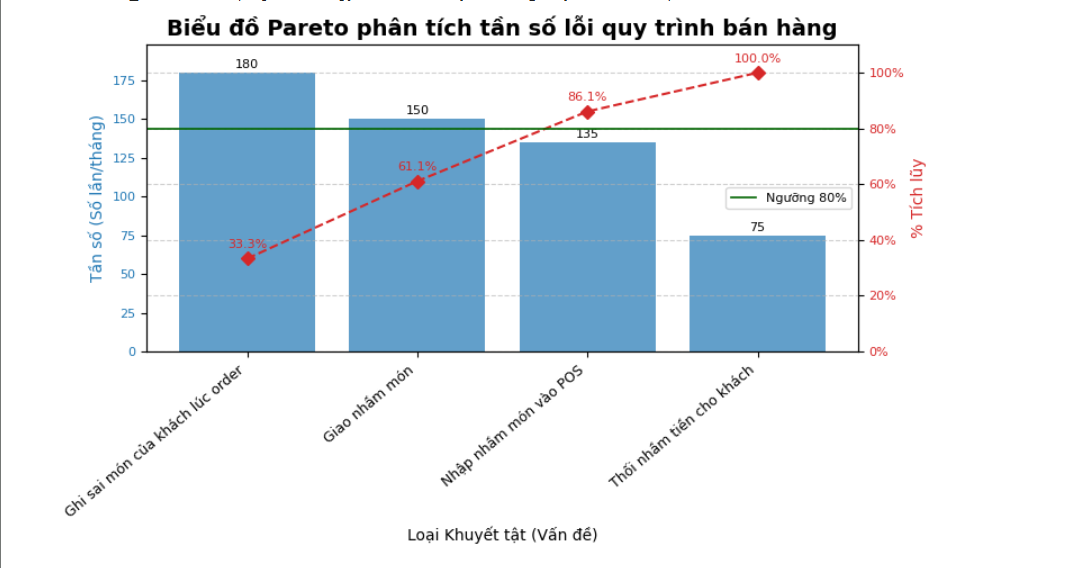 Biểu đồ Pareto phân tích tần số lỗi quy trình bán hàng
Tần số (Số lần/tháng)
175
150
125
100
75
50
25
0
180
150
135
75
33.3%
61.1%
86.1%
100.0%
Ngưỡng 80%
100%
80%
60%
40%
20%
0%
% Tích lũy
Ghi sai món của khách lúc order
Giao nhầm món
Nhập nhầm món vào POS
Thối nhầm tiền cho khách
Loại Khuyết tật (Vấn đề)